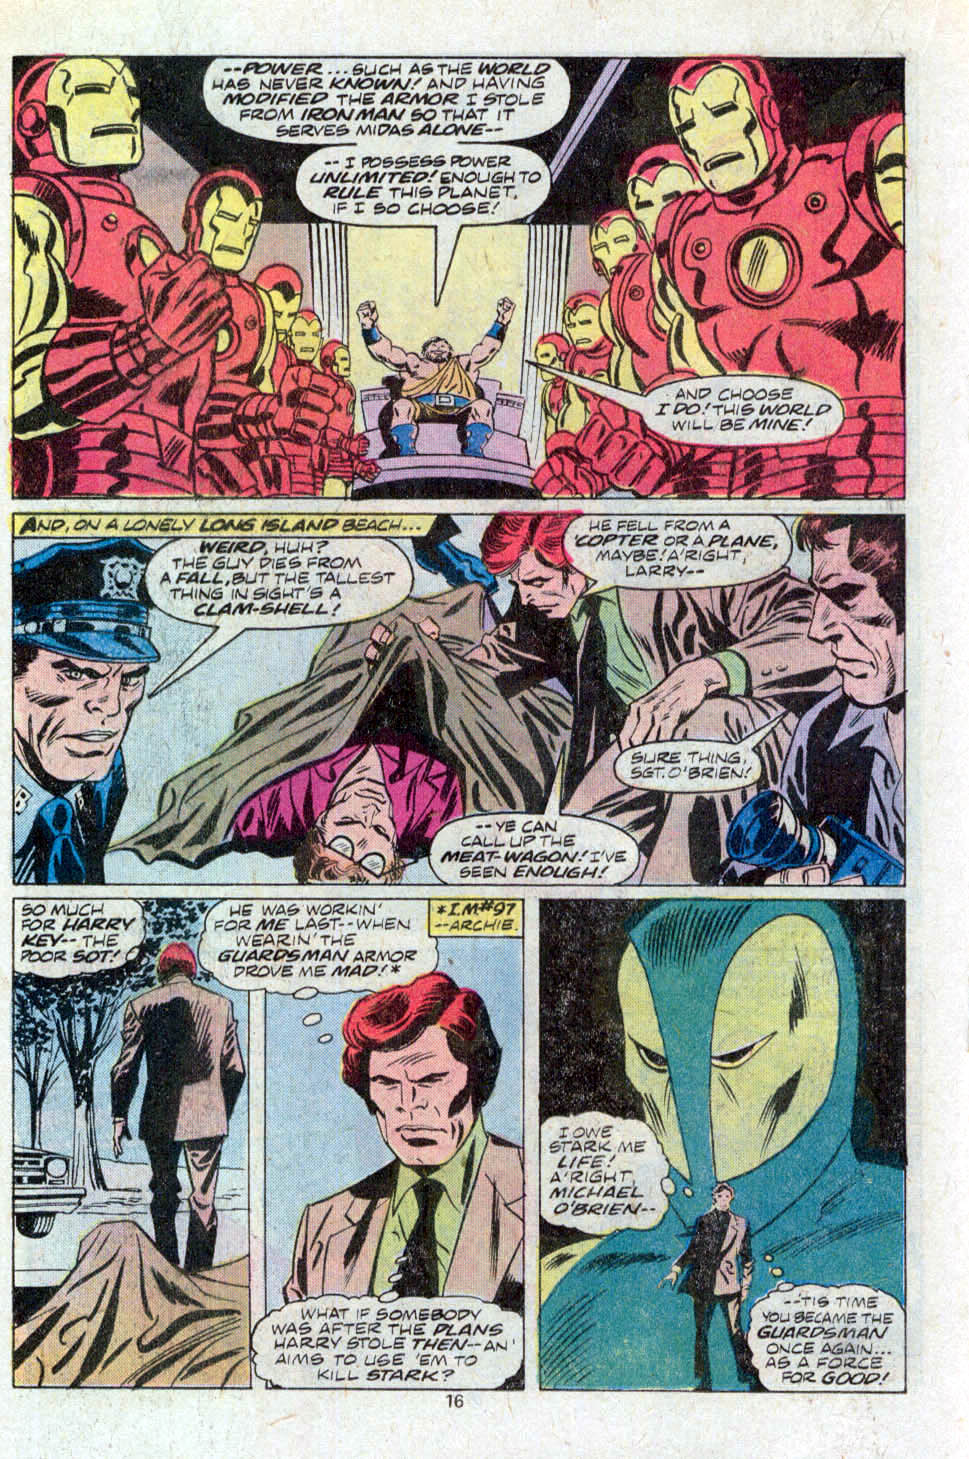 --POWER... SUCH AS THE WORLD
HAS NEVER KNOWN! AND HAVING
MODIFIED THE ARMOR I STOLE
FROM IRON MAN SO THAT IT
SERVES MIDAS ALONE--
-- I POSSESS POWER
UNLIMITED! ENOUGH TO
RULE THIS PLANET,
IF I SO CHOOSE!
AND CHOOSE
I DO! THIS WORLD
WILL BE MINE!
AND, ON A LONELY LONG ISLAND BEACH...
WEIRD, HUH?
THE GUY DIES FROM
A FALL, BUT THE TALLEST
THING IN SIGHT'S A
CLAM-SHELL!
HE FELL FROM A
'COPTER OR A PLANE,
MAYBE! A'RIGHT,
LARRY--
SURE THING,
SGT. O'BRIEN!
--YE CAN
CALL UP THE
MEAT-WAGON! I'VE
SEEN ENOUGH!
SO MUCH
FOR HARRY
KEY-- THE
POOR SOT!
HE WAS WORKIN'
FOR ME LAST--WHEN
WEARIN' THE
GUARDSMAN ARMOR
DROVE ME MAD!*
*I.M#97
--ARCHIE.
WHAT IF SOMEBODY
WAS AFTER THE PLANS
HARRY STOLE THEN--AN'
AIMS TO USE 'EM TO
KILL STARK?
I OWE
STARK ME
LIFE!
A'RIGHT,
MICHAEL
O'BRIEN--
--'TIS TIME
YOU BECAME THE
GUARDSMAN
ONCE AGAIN...
AS A FORCE
FOR GOOD!
16